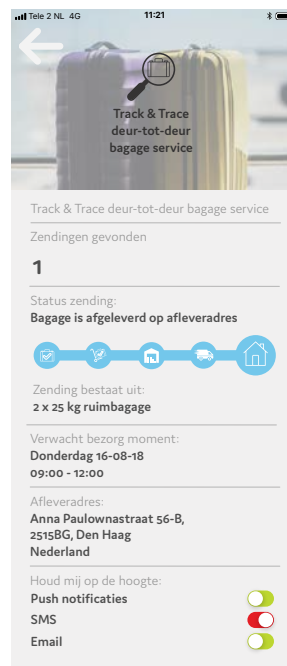 Tele 2 NL 4G 11:21
Track & Trace
deur-tot-deur
bagage service
Track & Trace deur-tot-deur bagage service
Zendingen gevonden
1
Status zending:
Bagage is afgeleverd op afleveradres
Zending bestaat uit:
2 x 25 kg ruimbagage
Verwacht bezorg moment:
Donderdag 16-08-18
09:00 - 12:00
Afleveradres:
Anna Paulownastraat 56-B,
2515BG, Den Haag
Nederland
Houd mij op de hoogte:
Push notificaties
SMS
Email